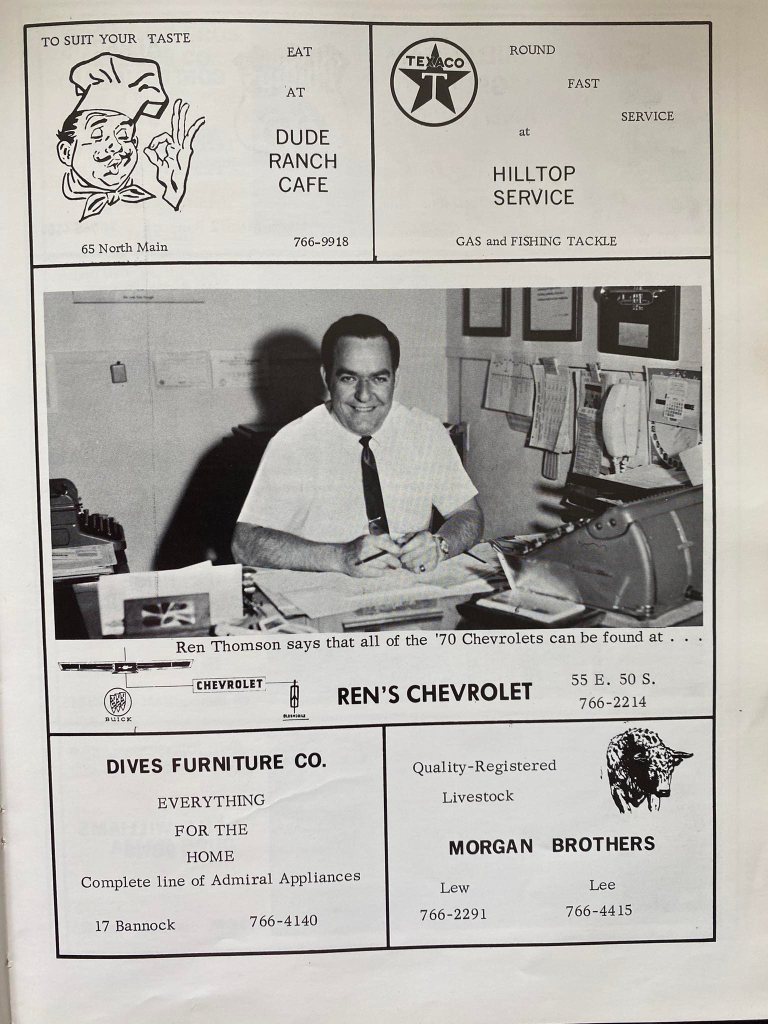 TO SUIT YOUR TASTE
EAT
AT
DUDE
RANCH
CAFE
65 North Main
766-9918
TEXACO
T
ROUND
FAST
SERVICE
at
HILLTOP
SERVICE
GAS and FISHING TACKLE
Ren Thomson says that all of the '70 Chevrolets can be found at . . .
CHEVROLET
BUICK
OLDSMOBILE
REN'S CHEVROLET
55 E. 50 S.
766-2214
DIVES FURNITURE CO.
EVERYTHING
FOR THE
HOME
Complete line of Admiral Appliances
17 Bannock
766-4140
Quality-Registered
Livestock
MORGAN BROTHERS
Lew
Lee
766-2291
766-4415